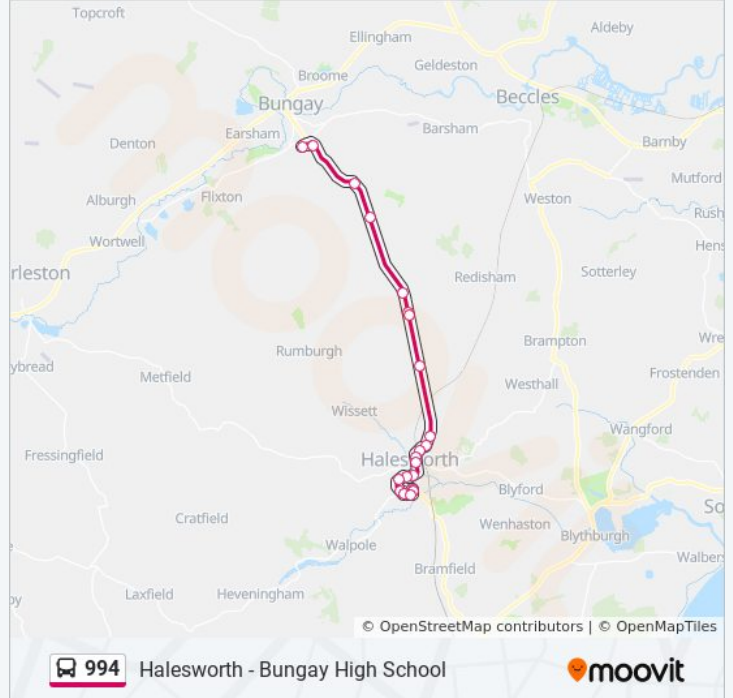 Topcroft
Aldeby
Ellingham
Geldeston
Broome
Beccles
Bungay
Earsham
Barsham
Denton
Barnby
Mutford
Flixton
Alburgh
Weston
Rush
Wortwell
Hens
rleston
Redisham
Sotterley
Wre
Rumburgh
Brampton
ybread
Metfield
Frostenden
Westhall
Wissett
Wangford
Fressingfield
Halesworth
Blyford
So
Cratfield
Wenhaston
Blythburgh
Walpole
Walbers
Bramfield
Laxfield
Heveningham
by
© OpenStreetMap contributors | © OpenMapTiles
994 Halesworth - Bungay High School
moovit